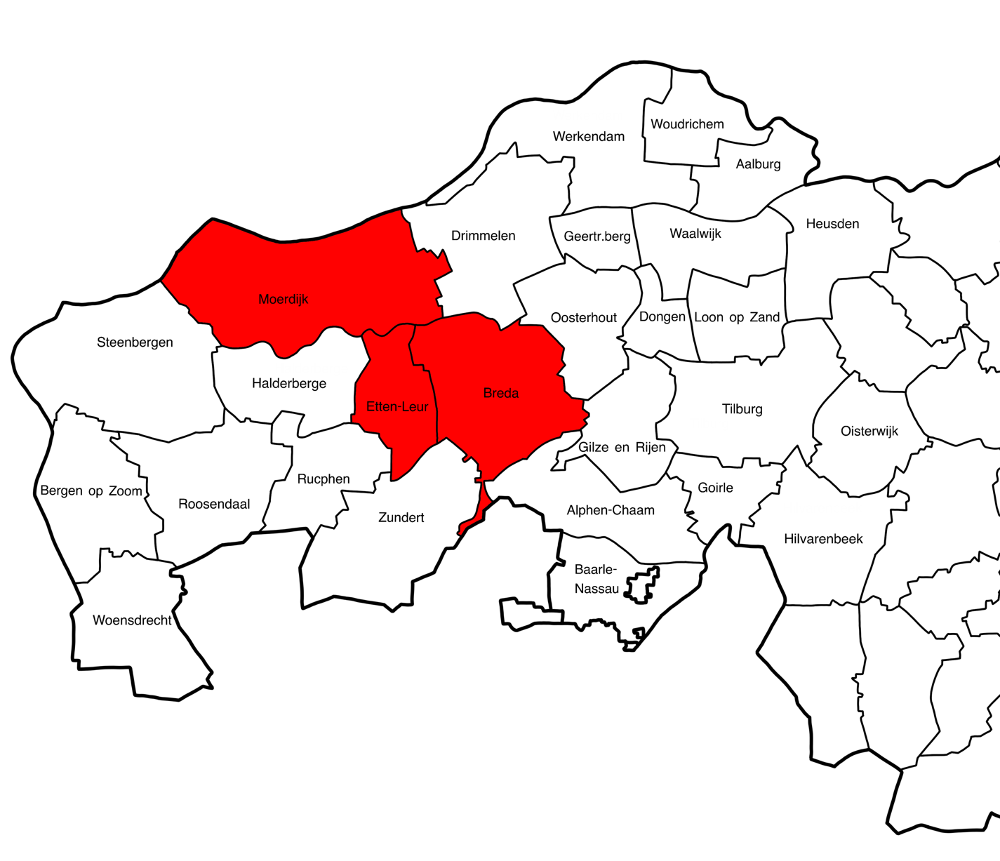 Woudrichem
Werkendam
Aalburg
Heusden
Drimmelen
Geertr.berg
Waalwijk
Moerdijk
Oosterhout
Dongen
Loon op Zand
Steenbergen
Halderberge
Etten-Leur
Breda
Tilburg
Oisterwijk
Gilze en Rijen
Rucphen
Bergen op Zoom
Goirle
Roosendaal
Zundert
Alphen-Chaam
Hilvarenbeek
Baarle-
Nassau
Woensdrecht